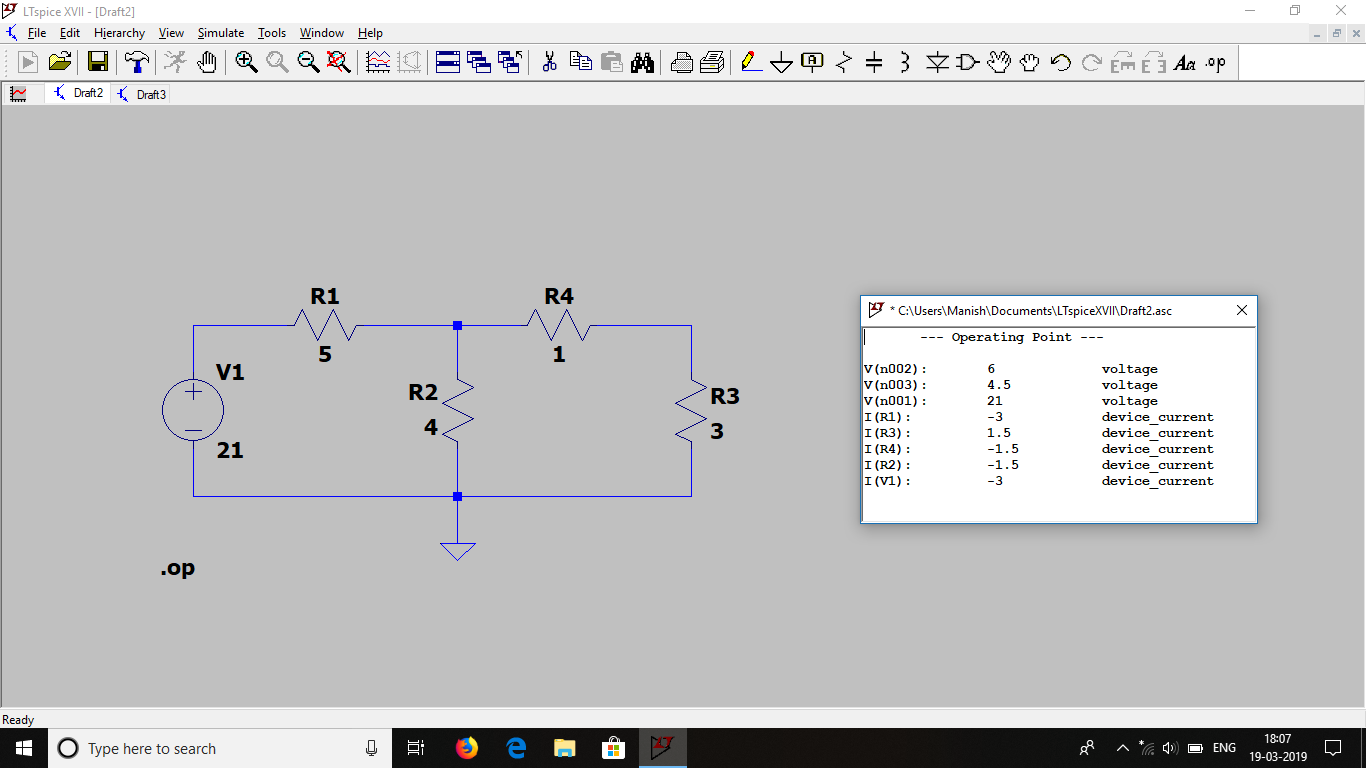 LTspice XVII - [Draft2]
File Edit Hierarchy View Simulate Tools Window Help
A Aa .op
Draft2 Draft3
R1
5
R4
1
V1
21
R2
4
R3
3
.op
* C:\Users\Manish\Documents\LTspiceXVII\Draft2.asc
--- Operating Point ---
V(n002): 6 voltage
V(n003): 4.5 voltage
V(n001): 21 voltage
I(R1): -3 device_current
I(R3): 1.5 device_current
I(R4): -1.5 device_current
I(R2): -1.5 device_current
I(V1): -3 device_current
Ready
Type here to search
ENG
18:07
19-03-2019